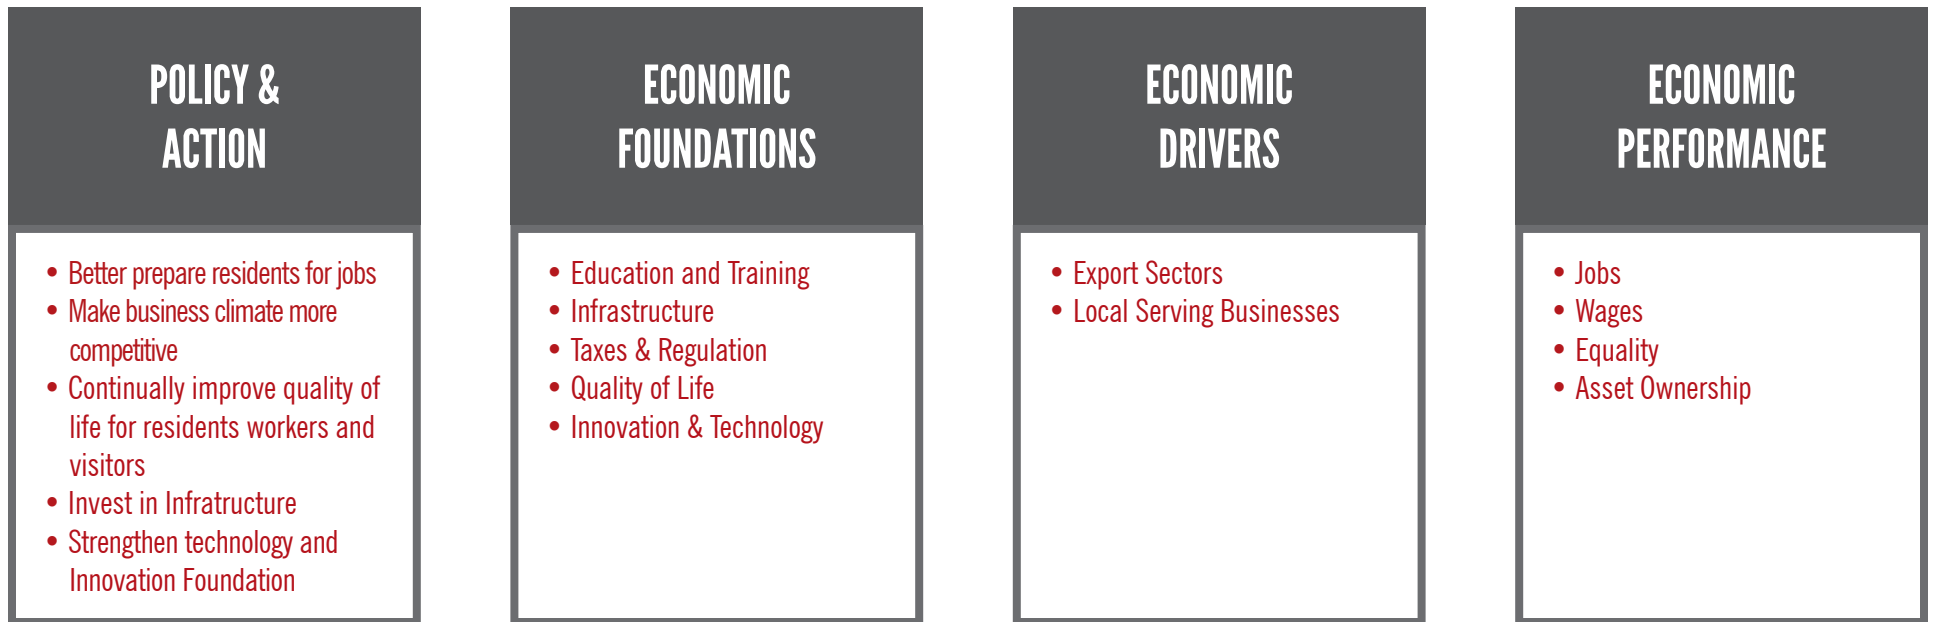 POLICY &
ACTION
• Better prepare residents for jobs
• Make business climate more
competitive
• Continually improve quality of
life for residents workers and
visitors
• Invest in Infratructure
• Strengthen technology and
Innovation Foundation
ECONOMIC
FOUNDATIONS
• Education and Training
• Infrastructure
• Taxes & Regulation
• Quality of Life
• Innovation & Technology
ECONOMIC
DRIVERS
• Export Sectors
• Local Serving Businesses
ECONOMIC
PERFORMANCE
• Jobs
• Wages
• Equality
• Asset Ownership